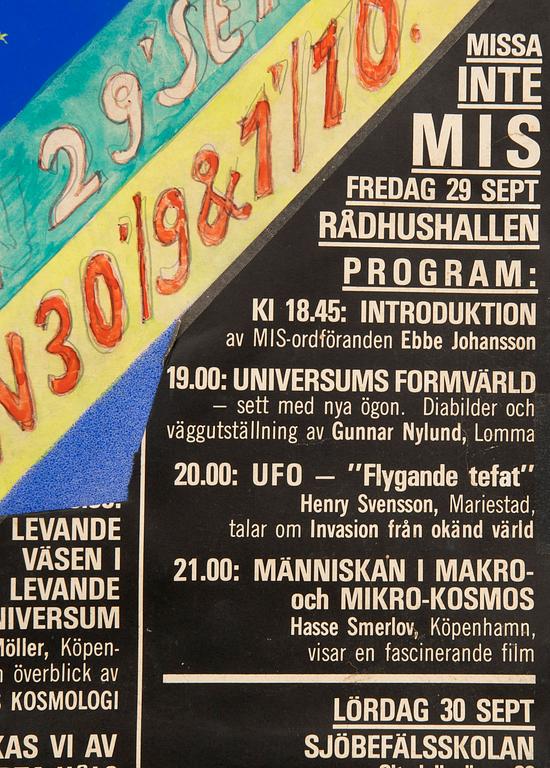 29 SE
N 30/9 & 1/10.
MISSA
INTE
MIS
FREDAG 29 SEPT
RÅDHUSHALLEN
PROGRAM:
Kl 18.45: INTRODUKTION
av MIS-ordföranden Ebbe Johansson
19.00: UNIVERSUMS FORMVÄRLD
– sett med nya ögon. Diabilder och
väggutställning av Gunnar Nylund, Lomma
20.00: UFO – "Flygande tefat"
Henry Svensson, Mariestad,
talar om Invasion från okänd värld
21.00: MÄNNISKAN I MAKRO-
och MIKRO-KOSMOS
Hasse Smerlov, Köpenhamn,
visar en fascinerande film
LÖRDAG 30 SEPT
SJÖBEFÄLSSKOLAN
LEVANDE
VÄSEN I
LEVANDE
NIVERSUM
Möller, Köpen-
n överblick av
KOSMOLOGI
KAS VI AV